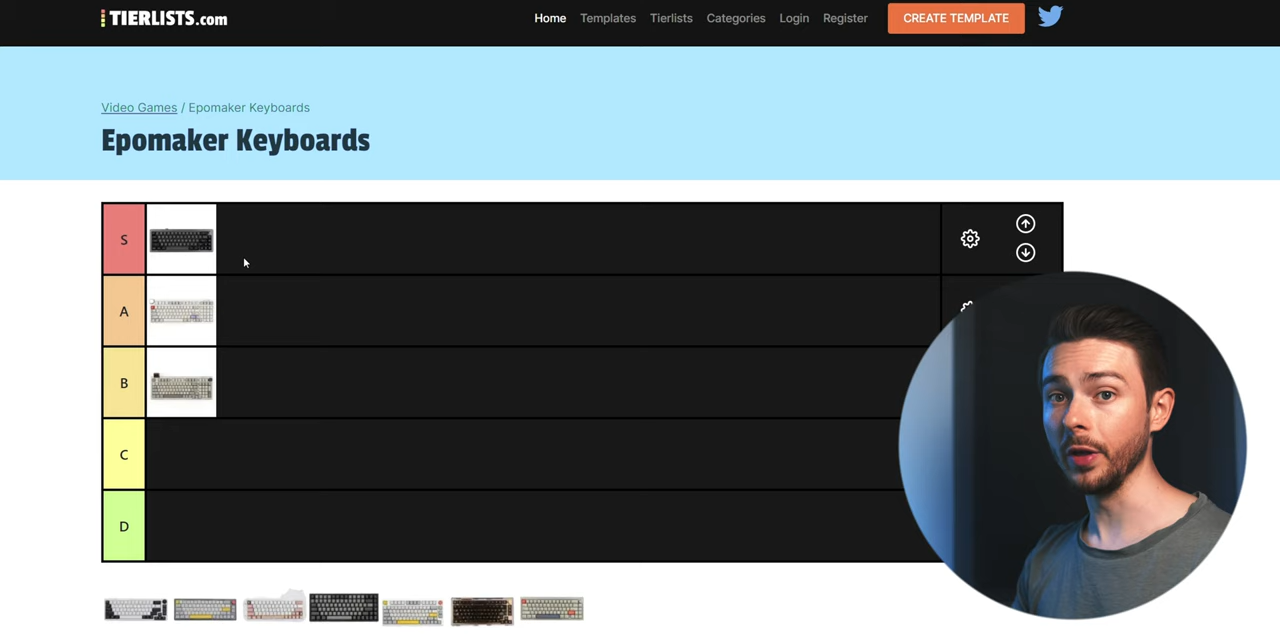 TIERLISTS.com
Home Templates Tierlists Categories Login Register CREATE TEMPLATE
Video Games / Epomaker Keyboards
Epomaker Keyboards
S
A
B
C
D